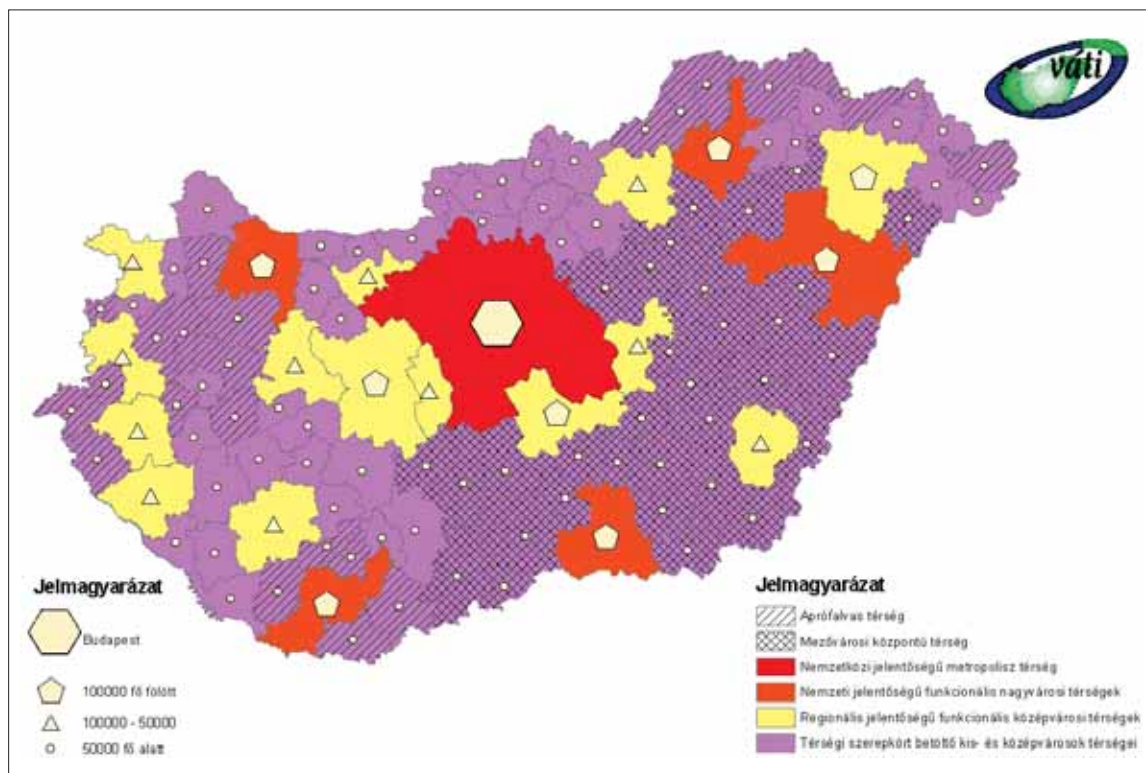 váti
Jelmagyarázat
Budapest
100000 fő fölött
100000 - 50000
50000 fő alatt
Jelmagyarázat
Aprófalvas térség
Mezővárosi központú térség
Nemzetközi jelentőségű metropolisz térség
Nemzeti jelentőségű funkcionális nagyvárosi térségek
Regionális jelentőségű funkcionális középvárosi térségek
Térségi szerepkört betöltő kis- és középvárosok térségei